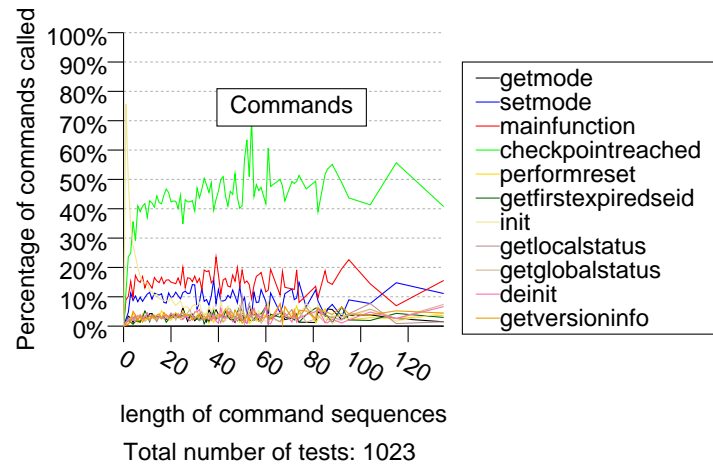 Percentage of commands called
100%
90%
80%
70%
60%
50%
40%
30%
20%
10%
0%
Commands
getmode
setmode
mainfunction
checkpointreached
performreset
getfirstexpiredseid
init
getlocalstatus
getglobalstatus
deinit
getversioninfo
0 20 40 60 80 100 120
length of command sequences
Total number of tests: 1023